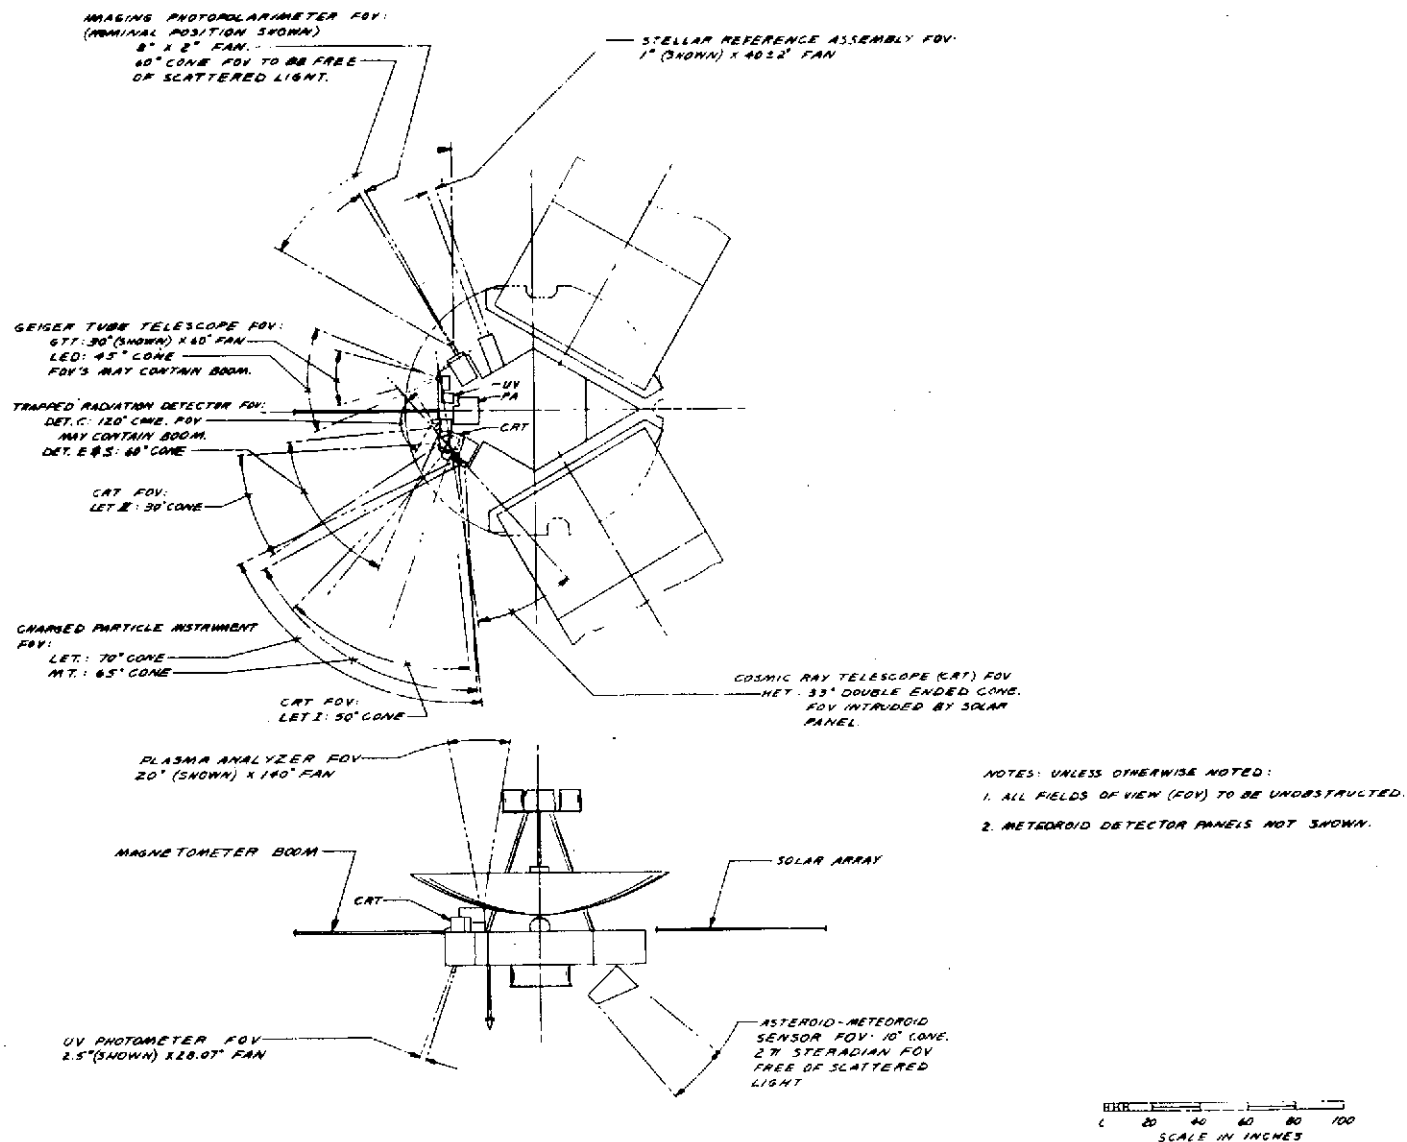 IMAGING PHOTOPOLARIMETER FOV:
(NOMINAL POSITION SHOWN)
8° X 2° FAN.
60° CONE FOV TO BE FREE
OF SCATTERED LIGHT.
STELLAR REFERENCE ASSEMBLY FOV.
1° (SHOWN) X 40±2° FAN
GEIGER TUBE TELESCOPE FOV:
GTT: 30° (SHOWN) X 60° FAN
LED: 45° CONE
FOV'S MAY CONTAIN BOOM.
UV
PA
CRT
TRAPPED RADIATION DETECTOR FOV:
DET. C: 120° CONE. FOV
MAY CONTAIN BOOM.
DET. E & S: 60° CONE
CRT FOV:
LET II: 30° CONE
CHARGED PARTICLE INSTRUMENT
FOV:
LET.: 70° CONE
MT.: 65° CONE
CRT FOV:
LET I: 50° CONE
COSMIC RAY TELESCOPE (CRT) FOV
HET - 33° DOUBLE ENDED CONE.
FOV INTRUDED BY SOLAR
PANEL.
PLASMA ANALYZER FOV
20° (SHOWN) X 140° FAN
NOTES: UNLESS OTHERWISE NOTED:
1. ALL FIELDS OF VIEW (FOV) TO BE UNOBSTRUCTED.
2. METEOROID DETECTOR PANELS NOT SHOWN.
MAGNETOMETER BOOM
SOLAR ARRAY
CRT
UV PHOTOMETER FOV
2.5° (SHOWN) X 28.07° FAN
ASTEROID-METEOROID
SENSOR FOV: 10° CONE.
2 π STERADIAN FOV
FREE OF SCATTERED
LIGHT
20 40 60 80 100
SCALE IN INCHES